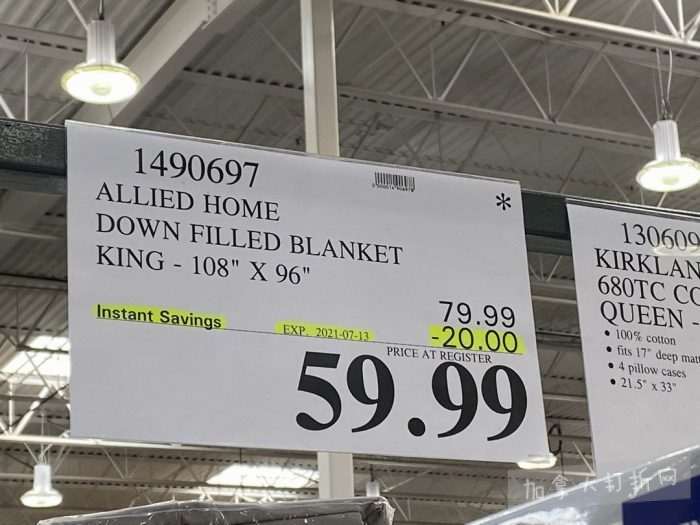 1490697
*
ALLIED HOME
DOWN FILLED BLANKET
KING - 108" X 96"
79.99
Instant Savings EXP. 2021-07-13 -20.00
PRICE AT REGISTER
59.99
130609
KIRKLAN
680TC CO
QUEEN -
• 100% cotton
• fits 17" deep matt
• 4 pillow cases
• 21.5" x 33"
加拿大打折网